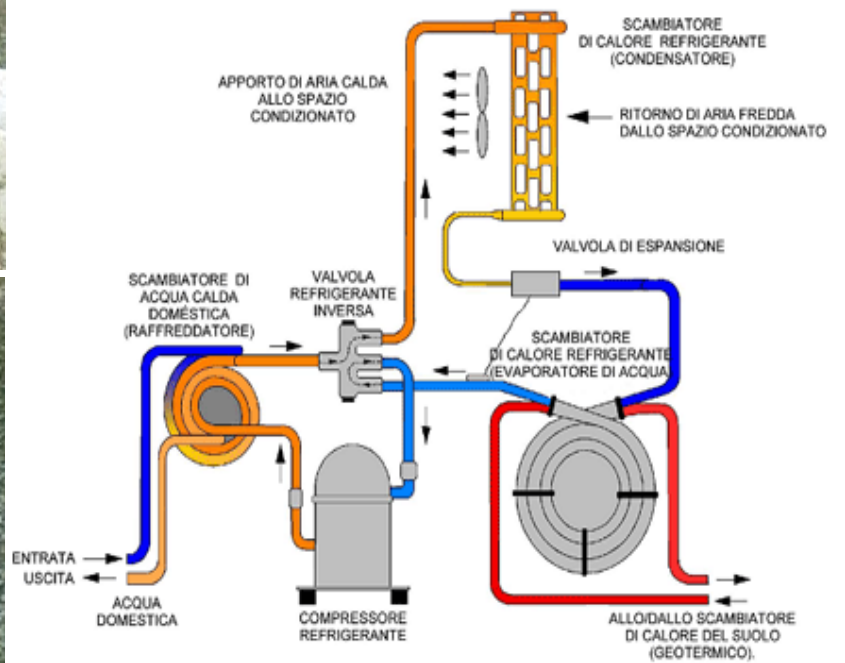 SCAMBIATORE
DI CALORE REFRIGERANTE
(CONDENSATORE)
APPORTO DI ARIA CALDA
ALLO SPAZIO
CONDIZIONATO
RITORNO DI ARIA FREDDA
DALLO SPAZIO CONDIZIONATO
VALVOLA DI ESPANSIONE
SCAMBIATORE DI
ACQUA CALDA
DOMÉSTICA
(RAFFREDDATORE)
VALVOLA
REFRIGERANTE
INVERSA
SCAMBIATORE
DI CALORE REFRIGERANTE
(EVAPORATORE DI ACQUA
ENTRATA
USCITA
ACQUA
DOMESTICA
COMPRESSORE
REFRIGERANTE
ALLO/DALLO SCAMBIATORE
DI CALORE DEL SUOLO
(GEOTERMICO).